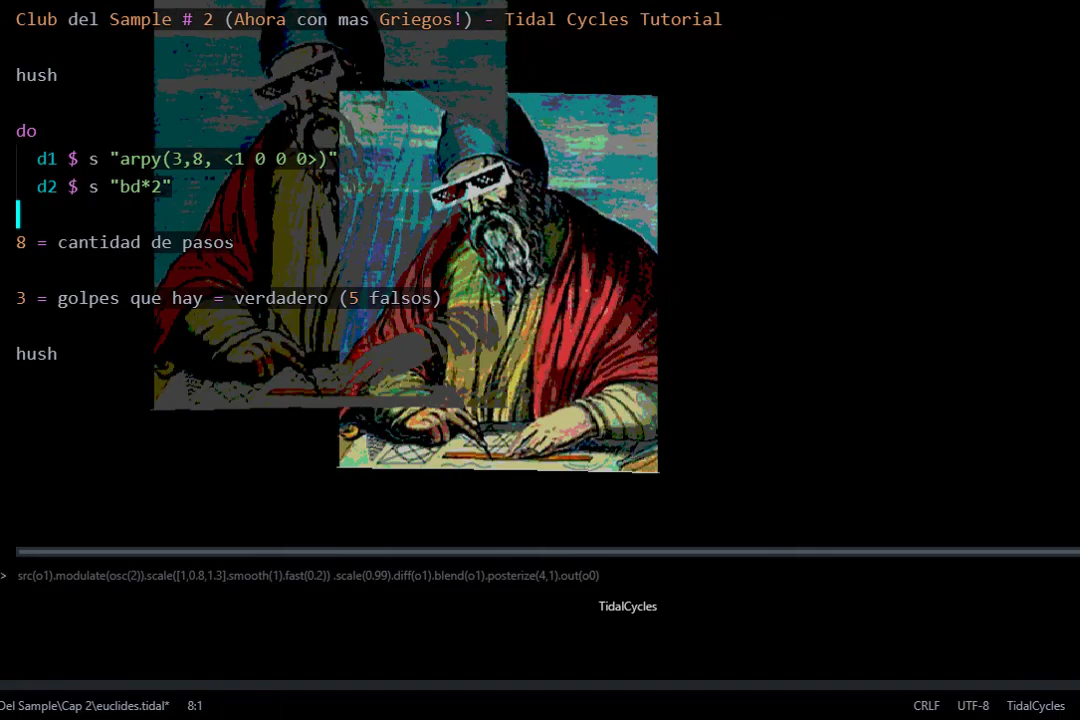 Club del Sample # 2 (Ahora con mas Griegos!) - Tidal Cycles Tutorial
hush
do
d1 $ s "arpy(3,8, <1 0 0 0>)"
d2 $ s "bd*2"
8 = cantidad de pasos
3 = golpes que hay = verdadero (5 falsos)
hush
> src(o1).modulate(osc(2)).scale([1,0.8,1.3].smooth(1).fast(0.2)) .scale(0.99).diff(o1).blend(o1).posterize(4,1).out(o0)
TidalCycles
Del Sample\Cap 2\euclides.tidal* 8:1 CRLF UTF-8 TidalCycles